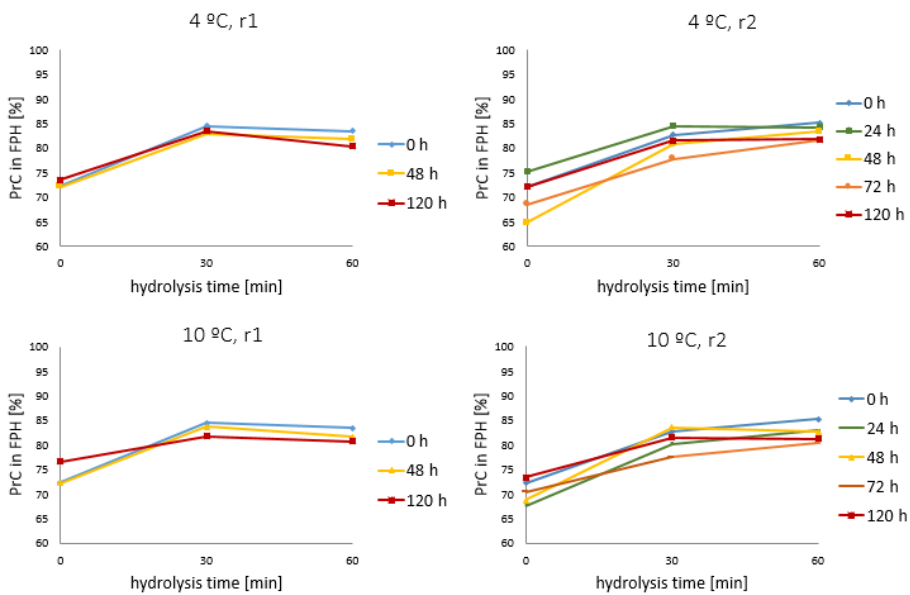 4 ºC, r1
PrC in FPH [%]
100
95
90
85
80
75
70
65
60
0
30
60
hydrolysis time [min]
0 h
48 h
120 h
4 ºC, r2
PrC in FPH [%]
100
95
90
85
80
75
70
65
60
0
30
60
hydrolysis time [min]
0 h
24 h
48 h
72 h
120 h
10 ºC, r1
PrC in FPH [%]
100
95
90
85
80
75
70
65
60
0
30
60
hydrolysis time [min]
0 h
48 h
120 h
10 ºC, r2
PrC in FPH [%]
100
95
90
85
80
75
70
65
60
0
30
60
hydrolysis time [min]
0 h
24 h
48 h
72 h
120 h